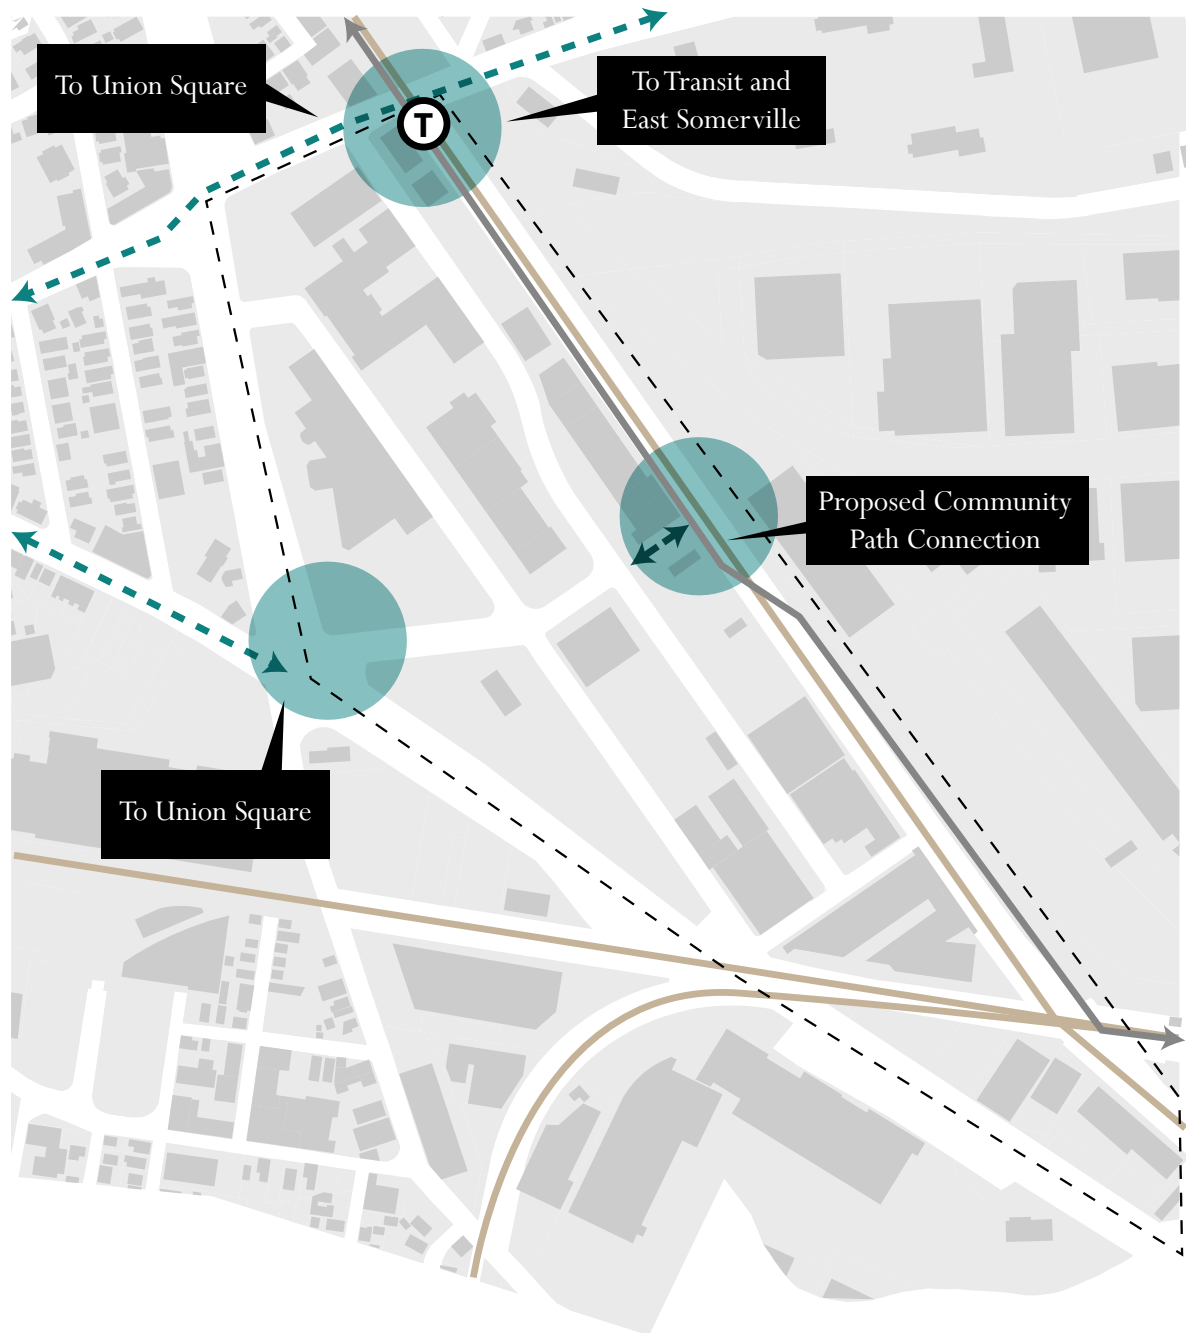 To Union Square
To Transit and
East Somerville
T
Proposed Community
Path Connection
To Union Square